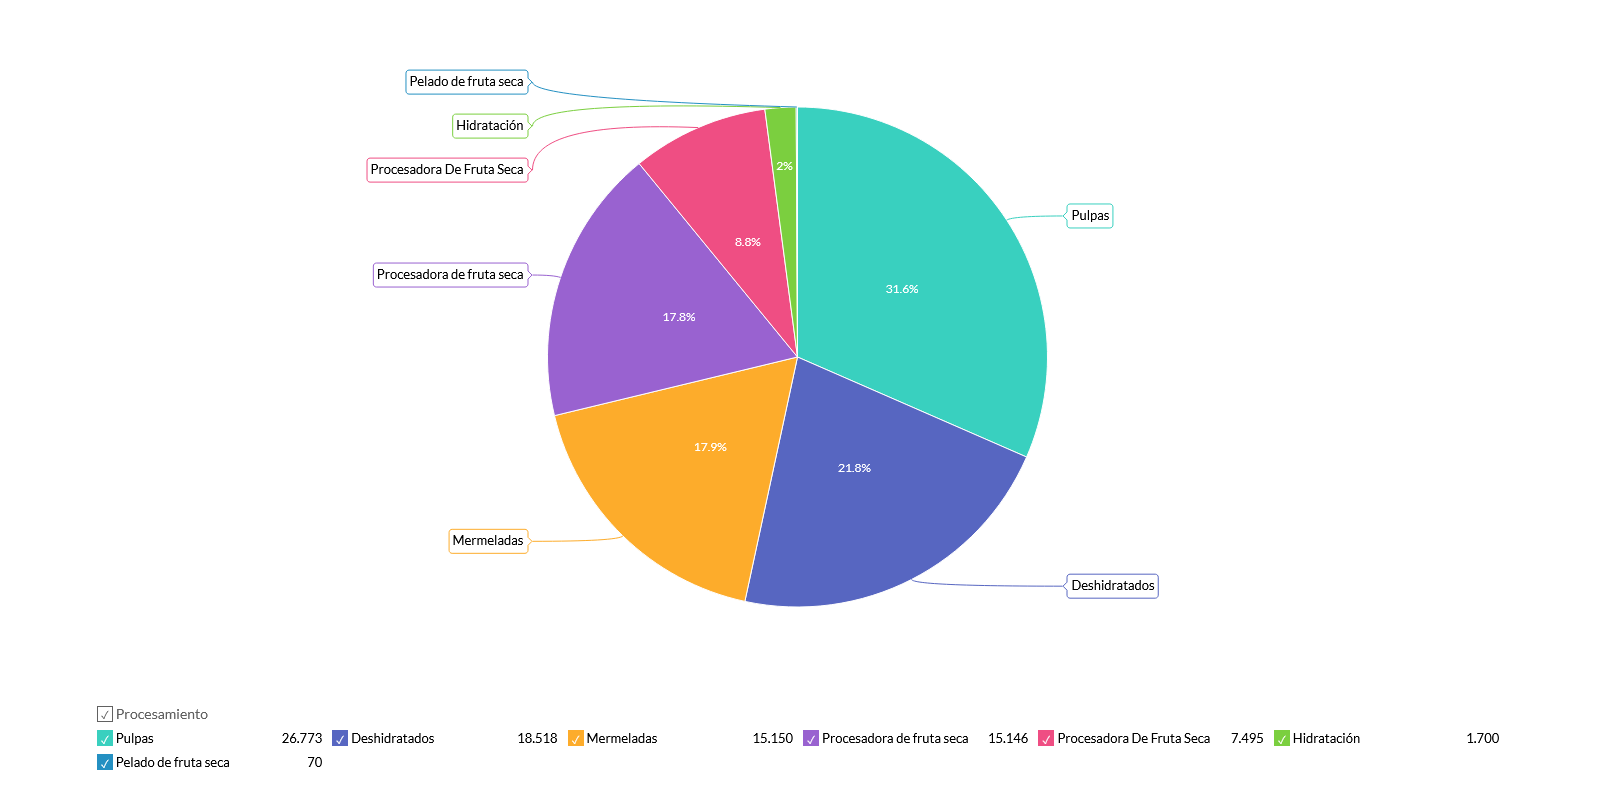 Pelado de fruta seca
Hidratación
Procesadora De Fruta Seca
Procesadora de fruta seca
Mermeladas
Pulpas
Deshidratados
2%
8.8%
31.6%
17.8%
17.9%
21.8%
Procesamiento
Pulpas 26.773 Deshidratados 18.518 Mermeladas 15.150 Procesadora de fruta seca 15.146 Procesadora De Fruta Seca 7.495 Hidratación 1.700
Pelado de fruta seca 70